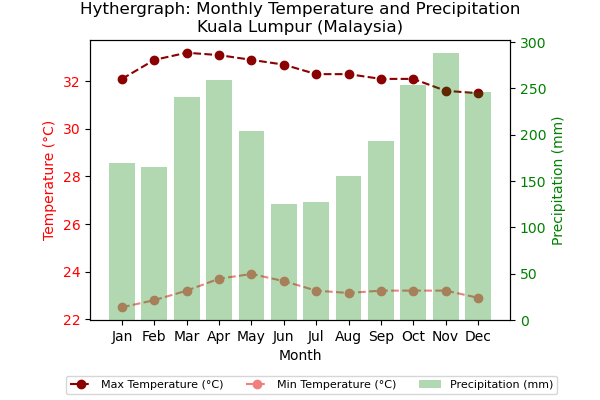 Hythergraph: Monthly Temperature and Precipitation
Kuala Lumpur (Malaysia)
Temperature (°C)
32
30
28
26
24
22
300
250
200
150
100
50
0
Precipitation (mm)
Jan Feb Mar Apr May Jun Jul Aug Sep Oct Nov Dec
Month
Max Temperature (°C) Min Temperature (°C) Precipitation (mm)